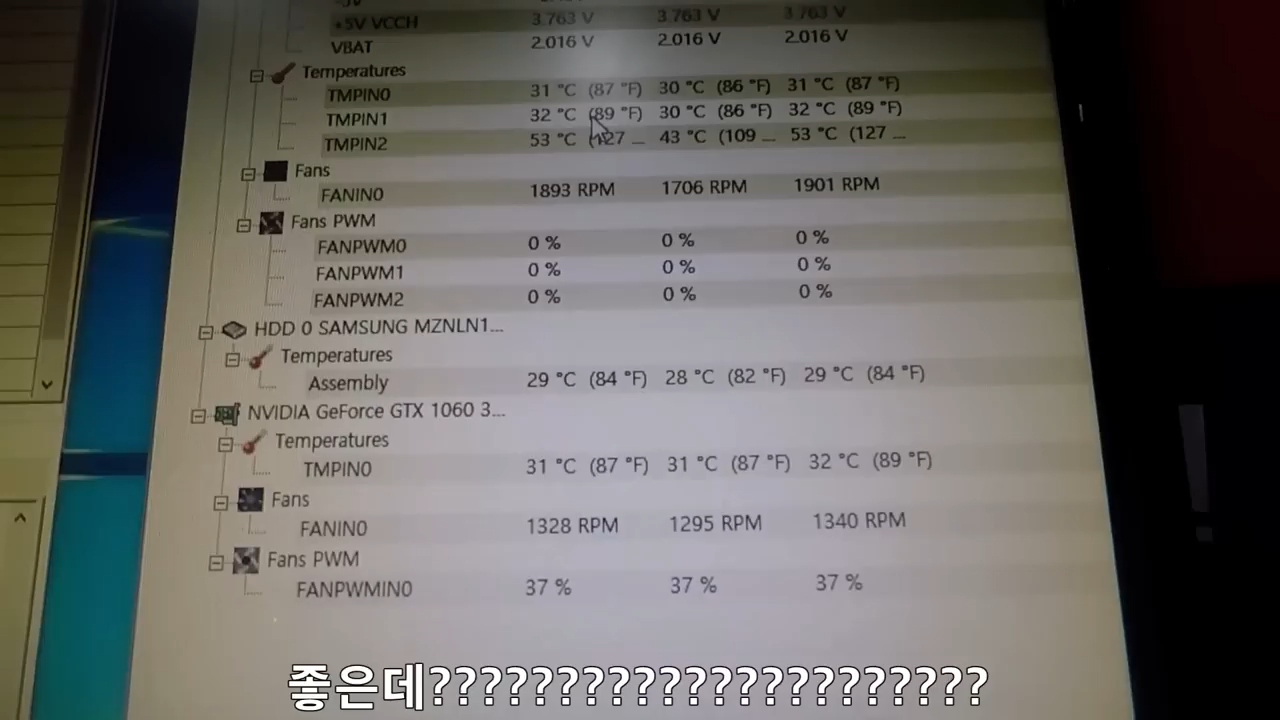 +5V VCCH 3.763 V 3.763 V 3.763 V
VBAT 2.016 V 2.016 V 2.016 V
Temperatures
TMPIN0 31 °C (87 °F) 30 °C (86 °F) 31 °C (87 °F)
TMPIN1 32 °C (89 °F) 30 °C (86 °F) 32 °C (89 °F)
TMPIN2 53 °C (127 ... 43 °C (109 ... 53 °C (127 ...
Fans
FANIN0 1893 RPM 1706 RPM 1901 RPM
Fans PWM
FANPWM0 0 % 0 % 0 %
FANPWM1 0 % 0 % 0 %
FANPWM2 0 % 0 % 0 %
HDD 0 SAMSUNG MZNLN1...
Temperatures
Assembly 29 °C (84 °F) 28 °C (82 °F) 29 °C (84 °F)
NVIDIA GeForce GTX 1060 3...
Temperatures
TMPIN0 31 °C (87 °F) 31 °C (87 °F) 32 °C (89 °F)
Fans
FANIN0 1328 RPM 1295 RPM 1340 RPM
Fans PWM
FANPWMIN0 37 % 37 % 37 %
좋은데??????????????????????